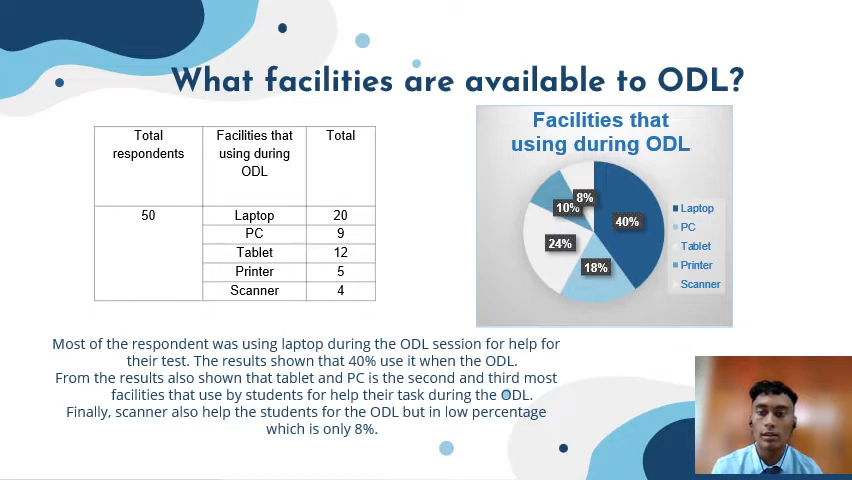 What facilities are available to ODL?
Total respondents
Facilities that using during ODL
Total
50
Laptop 20
PC 9
Tablet 12
Printer 5
Scanner 4
Facilities that
using during ODL
8%
10%
40%
24%
18%
Laptop
PC
Tablet
Printer
Scanner
Most of the respondent was using laptop during the ODL session for help for
their test. The results shown that 40% use it when the ODL.
From the results also shown that tablet and PC is the second and third most
facilities that use by students for help their task during the ODL.
Finally, scanner also help the students for the ODL but in low percentage
which is only 8%.